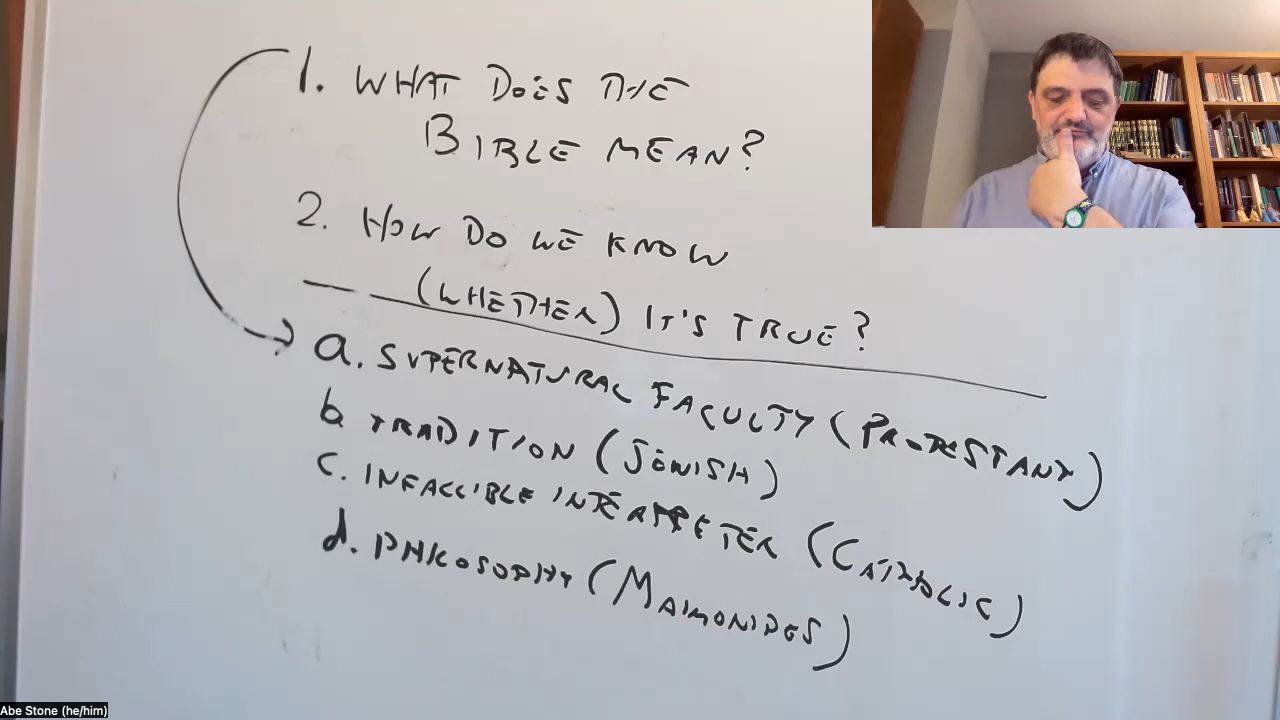 1. WHAT DOES THE
BIBLE MEAN?
2. HOW DO WE KNOW
(WHETHER) IT'S TRUE?
a. SUPERNATURAL FACULTY (PROTESTANT)
b. TRADITION (JEWISH)
c. INFALLIBLE INTERPRETER (CATHOLIC)
d. PHILOSOPHY (MAIMONIDES)
Abe Stone (he/him)